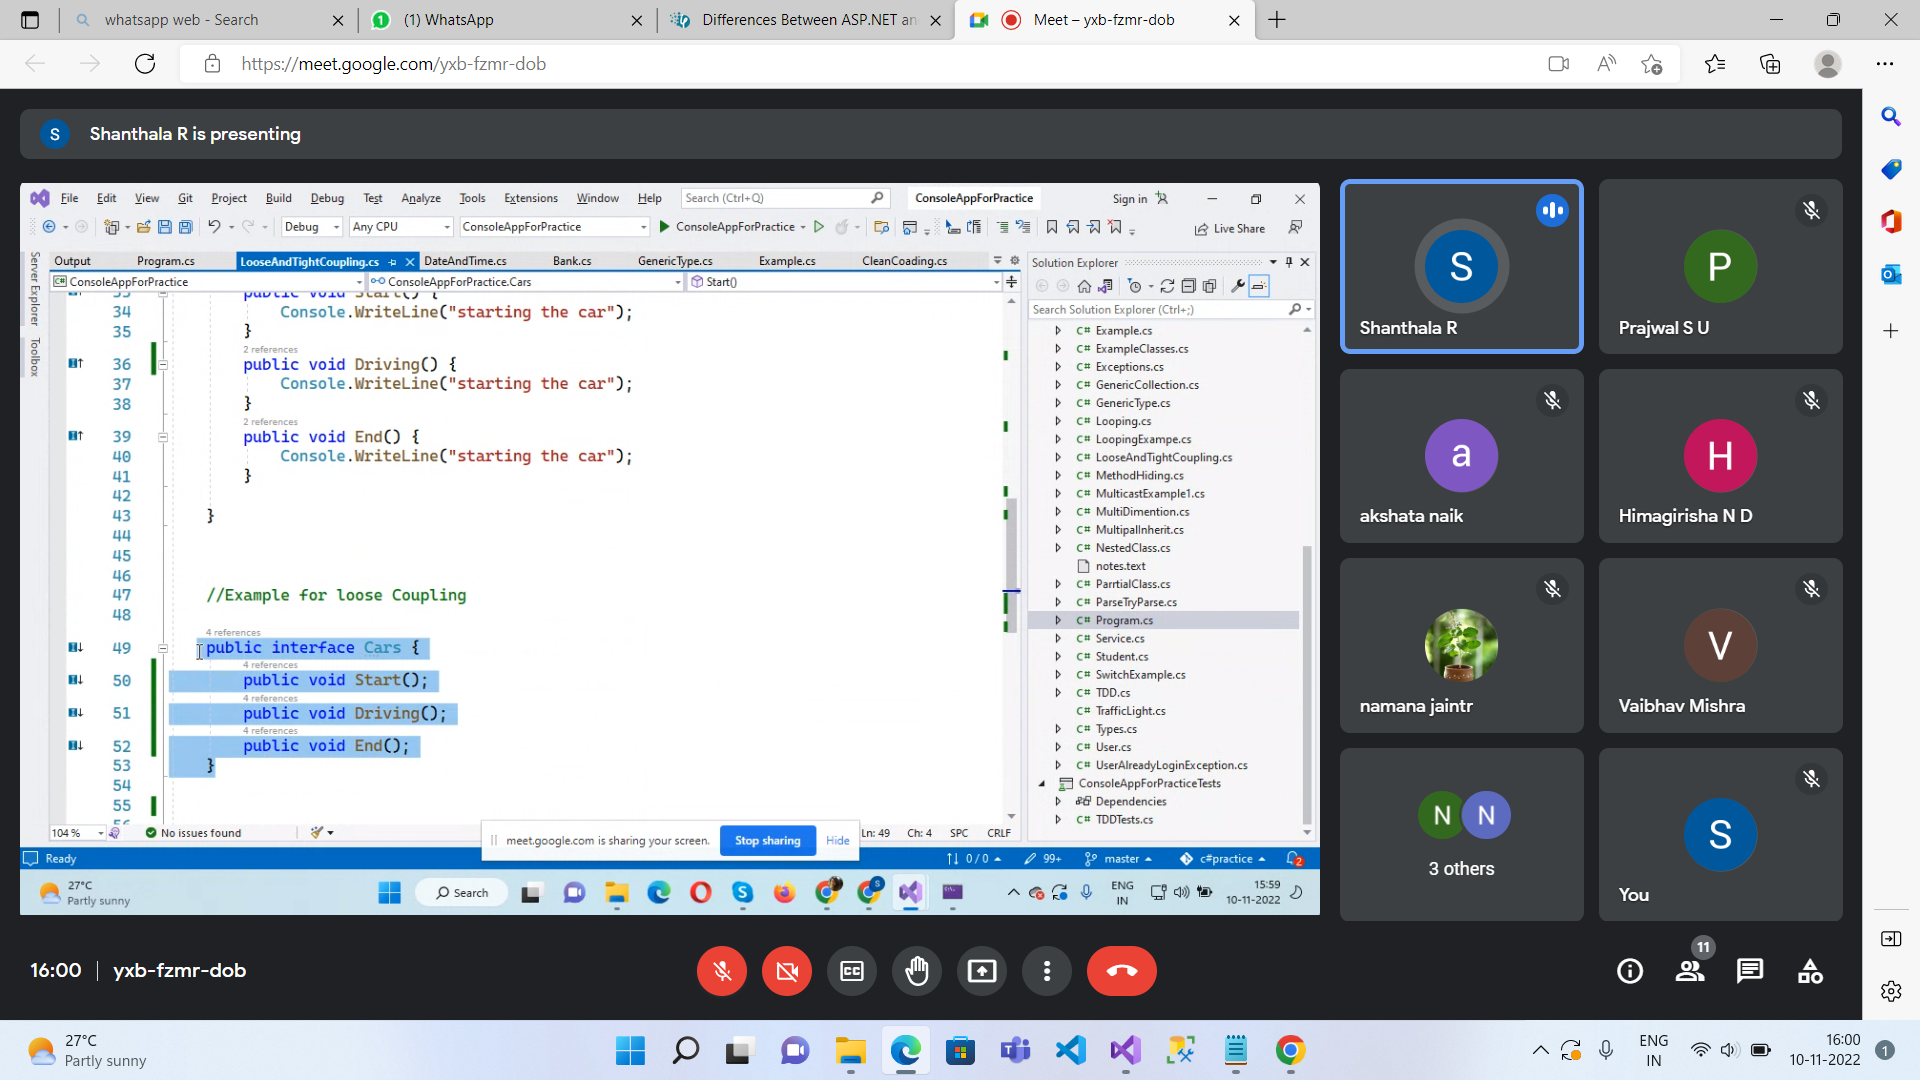 whatsapp web - Search
(1) WhatsApp
Differences Between ASP.NET an
Meet – yxb-fzmr-dob
https://meet.google.com/yxb-fzmr-dob
S
Shanthala R is presenting
File Edit View Git Project Build Debug Test Analyze Tools Extensions Window Help
Search (Ctrl+Q)
ConsoleAppForPractice
Sign in
Debug
Any CPU
ConsoleAppForPractice
ConsoleAppForPractice
Live Share
Server Explorer
Toolbox
Output
Program.cs
LooseAndTightCoupling.cs
DateAndTime.cs
Bank.cs
GenericType.cs
Example.cs
CleanCoading.cs
ConsoleAppForPractice
ConsoleAppForPractice.Cars
Start()
33 public void Start() {
34 Console.WriteLine("starting the car");
35 }
2 references
36 public void Driving() {
37 Console.WriteLine("starting the car");
38 }
2 references
39 public void End() {
40 Console.WriteLine("starting the car");
41 }
42
43 }
44
45
46
47 //Example for loose Coupling
48
4 references
49 public interface Cars {
4 references
50 public void Start();
4 references
51 public void Driving();
4 references
52 public void End();
53 }
54
55
104 %
No issues found
Ln: 49 Ch: 4 SPC CRLF
meet.google.com is sharing your screen.
Stop sharing
Hide
Ready
0 / 0
99+
master
c#practice
2
Solution Explorer
Search Solution Explorer (Ctrl+;)
C# Example.cs
C# ExampleClasses.cs
C# Exceptions.cs
C# GenericCollection.cs
C# GenericType.cs
C# Looping.cs
C# LoopingExampe.cs
C# LooseAndTightCoupling.cs
C# MethodHiding.cs
C# MulticastExample1.cs
C# MultiDimention.cs
C# MultipalInherit.cs
C# NestedClass.cs
notes.text
C# ParrtialClass.cs
C# ParseTryParse.cs
C# Program.cs
C# Service.cs
C# Student.cs
C# SwitchExample.cs
C# TDD.cs
C# TrafficLight.cs
C# Types.cs
C# User.cs
C# UserAlreadyLoginException.cs
ConsoleAppForPracticeTests
Dependencies
C# TDDTests.cs
27°C
Partly sunny
Search
S
ENG
IN
15:59
10-11-2022
S
Shanthala R
P
Prajwal S U
a
akshata naik
H
Himagirisha N D
namana jaintr
V
Vaibhav Mishra
N N
3 others
S
You
16:00
yxb-fzmr-dob
11
27°C
Partly sunny
ENG
IN
16:00
10-11-2022
1